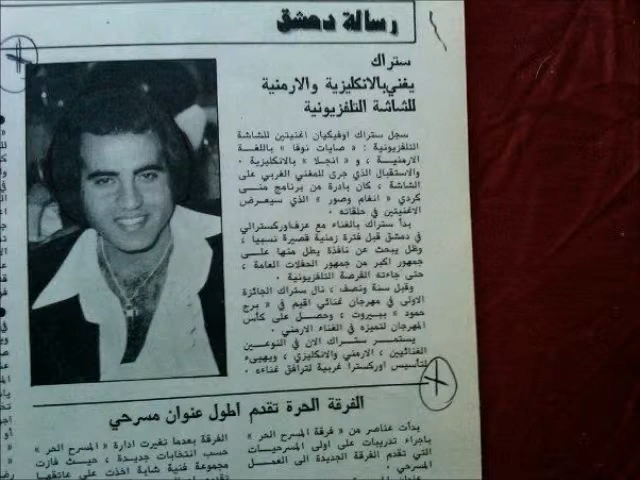 رسالة دمشق
ستراك
يغني بالانكليزية والارمنية
للشاشة التلفزيونية
سجل ستراك اوفيكيان اغنيتين للشاشة
التلفزيونية : « صايات نوفا » باللغة
الارمنية ، و « انجلا » بالانكليزية .
والاستقبال الذي جرى للمغني الغربي على
الشاشة ، كان بادرة من برنامج منى
كردي « انغام وصور » الذي سيعرض
الاغنيتين في حلقاته .
بدأ ستراك بالغناء مع
في دمشق قبل فترة زمنية قصيرة نسبيا ،
وظل يبحث عن نافذة يطل منها على
جمهور اكبر من جمهور الحفلات العامة ،
حتى جاءته الفرصة التلفزيونية .
وقبل سنة ونصف ، نال ستراك الجائزة
الاولى في مهرجان غنائي اقيم في « برج
حمود » ببيروت ، وحصل على كأس
المهرجان لتميزه في الغناء الارمني .
يستمر ستراك الان في النوعين
الغنائيين ، الارمني والانكليزي ، ويهيىء
لتأسيس اوركسترا غربية لترافق غناءه .
الفرقة الحرة تقدم اطول عنوان مسرحي
بدأت عناصر من « فرقة المسرح الحر »
باجراء تدريبات على اولى المسرحيات
التي تقدم الفرقة الجديدة الى العمل
المسرحي .
الفرقة بعدما تغيرت ادارة « المسرح الحر »
حسب انتخابات جديدة ، حيث فازت
مجموعة فنية شابة اخذت على عاتقها